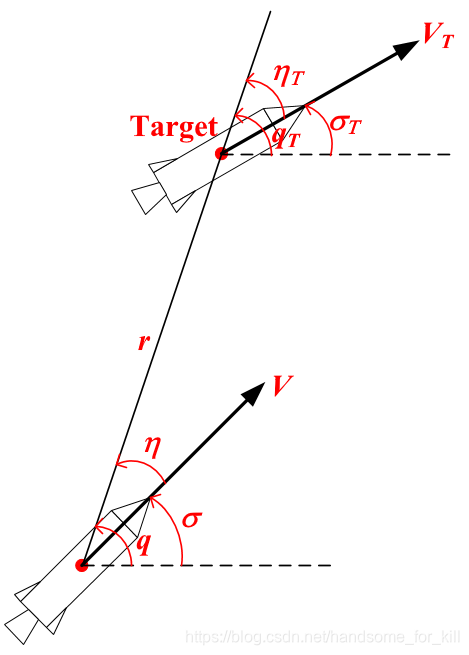 V_T
η_T
σ_T
Target
q_T
r
V
η
σ
q
https://blog.csdn.net/handsome_for_kill